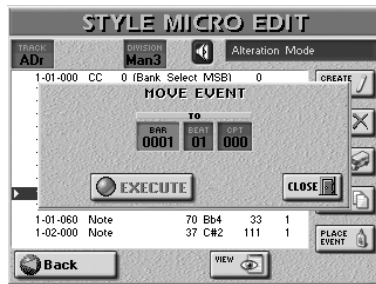 STYLE MICRO EDIT
TRACK
ADr
DIVISION
Man3
Alteration Mode
1-01-000 CC 0 (Bank Select MSB) 0
CREATE
MOVE EVENT
TO
BAR BEAT CPT
0001 01 000
EXECUTE
CLOSE
1-01-060 Note 70 Bb4 33 1
1-02-000 Note 37 C#2 111 1
PLACE
EVENT
Back
VIEW